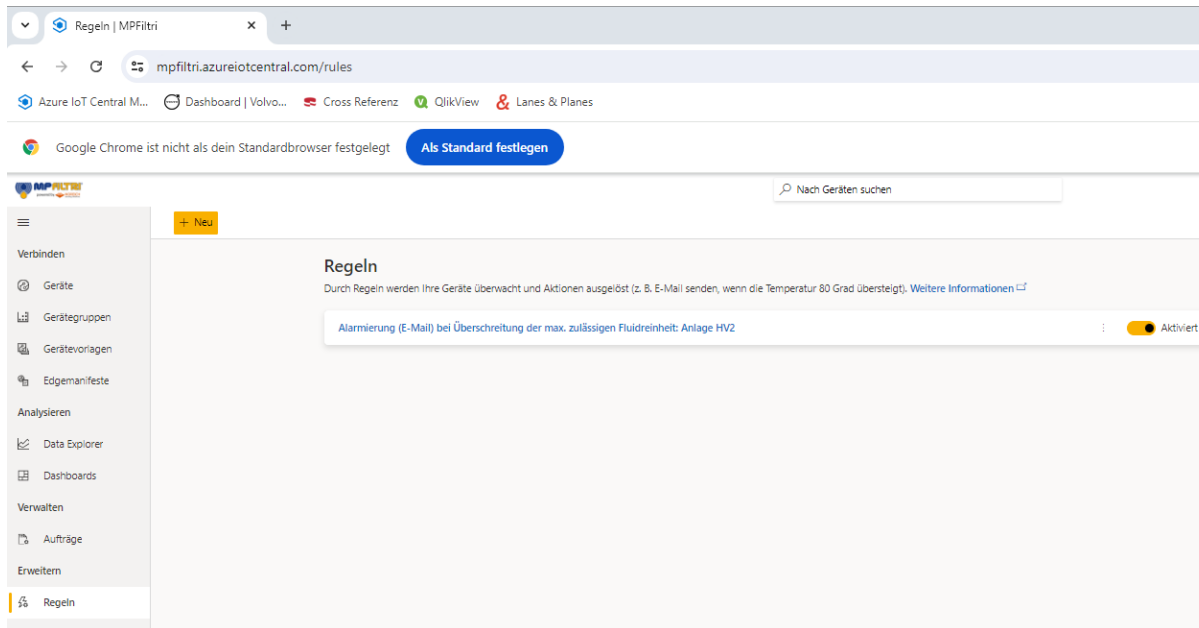 Regeln | MPFiltri
mpfiltri.azureiotcentral.com/rules
Azure IoT Central M... Dashboard | Volvo... Cross Referenz QlikView Lanes & Planes
Google Chrome ist nicht als dein Standardbrowser festgelegt Als Standard festlegen
MPFILTRI
Nach Geräten suchen
+ Neu
Verbinden
Geräte
Gerätegruppen
Gerätevorlagen
Edgemanifeste
Analysieren
Data Explorer
Dashboards
Verwalten
Aufträge
Erweitern
Regeln
Regeln
Durch Regeln werden Ihre Geräte überwacht und Aktionen ausgelöst (z. B. E-Mail senden, wenn die Temperatur 80 Grad übersteigt). Weitere Informationen
Alarmierung (E-Mail) bei Überschreitung der max. zulässigen Fluidreinheit: Anlage HV2 Aktiviert